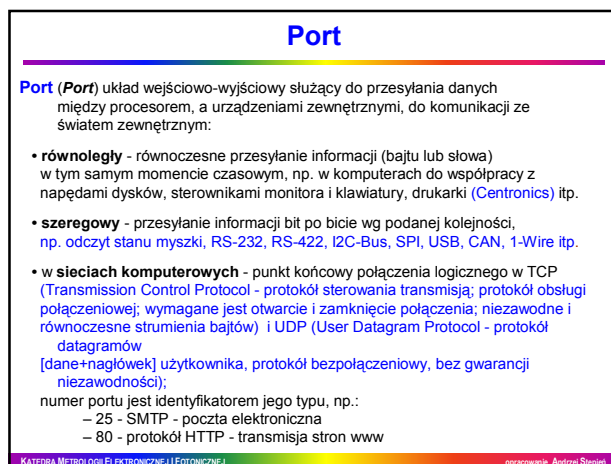 Port
Port (Port) układ wejściowo-wyjściowy służący do przesyłania danych
między procesorem, a urządzeniami zewnętrznymi, do komunikacji ze
światem zewnętrznym:
• równoległy - równoczesne przesyłanie informacji (bajtu lub słowa)
w tym samym momencie czasowym, np. w komputerach do współpracy z
napędami dysków, sterownikami monitora i klawiatury, drukarki (Centronics) itp.
• szeregowy - przesyłanie informacji bit po bicie wg podanej kolejności,
np. odczyt stanu myszki, RS-232, RS-422, I2C-Bus, SPI, USB, CAN, 1-Wire itp.
• w sieciach komputerowych - punkt końcowy połączenia logicznego w TCP
(Transmission Control Protocol - protokół sterowania transmisją; protokół obsługi
połączeniowej; wymagane jest otwarcie i zamknięcie połączenia; niezawodne i
równoczesne strumienia bajtów) i UDP (User Datagram Protocol - protokół
datagramów
[dane+nagłówek] użytkownika, protokół bezpołączeniowy, bez gwarancji
niezawodności);
numer portu jest identyfikatorem jego typu, np.:
– 25 - SMTP - poczta elektroniczna
– 80 - protokół HTTP - transmisja stron www
KATEDRA METROLOGII ELEKTRONICZNEJ I FOTONICZNEJ opracowanie Andrzej Stępień